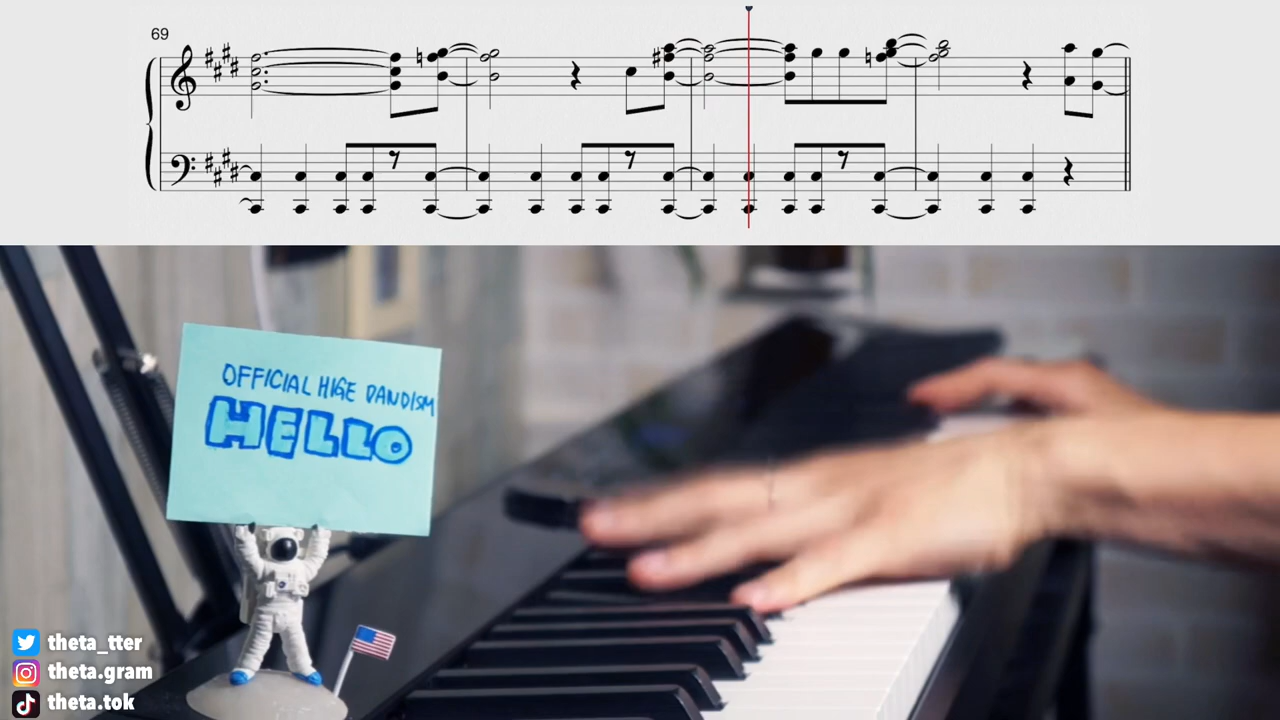 69
OFFICIAL HIGE DANDISM
HELLO
theta_tter
theta.gram
theta.tok